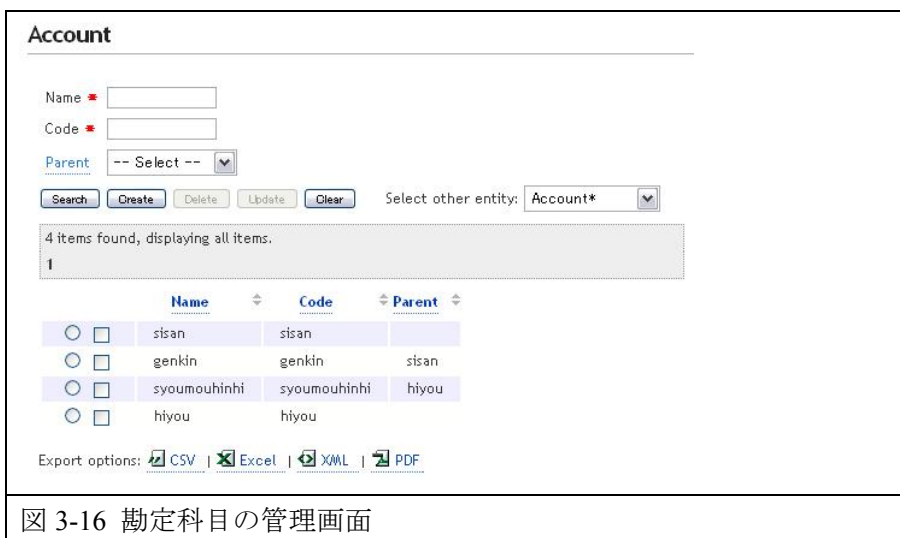 Account
Name *
Code *
Parent -- Select --
Search Create Delete Update Clear Select other entity: Account*
4 items found, displaying all items.
1
Name Code Parent
sisan sisan
genkin genkin sisan
syoumouhinhi syoumouhinhi hiyou
hiyou hiyou
Export options: CSV | Excel | XML | PDF
図 3-16 勘定科目の管理画面